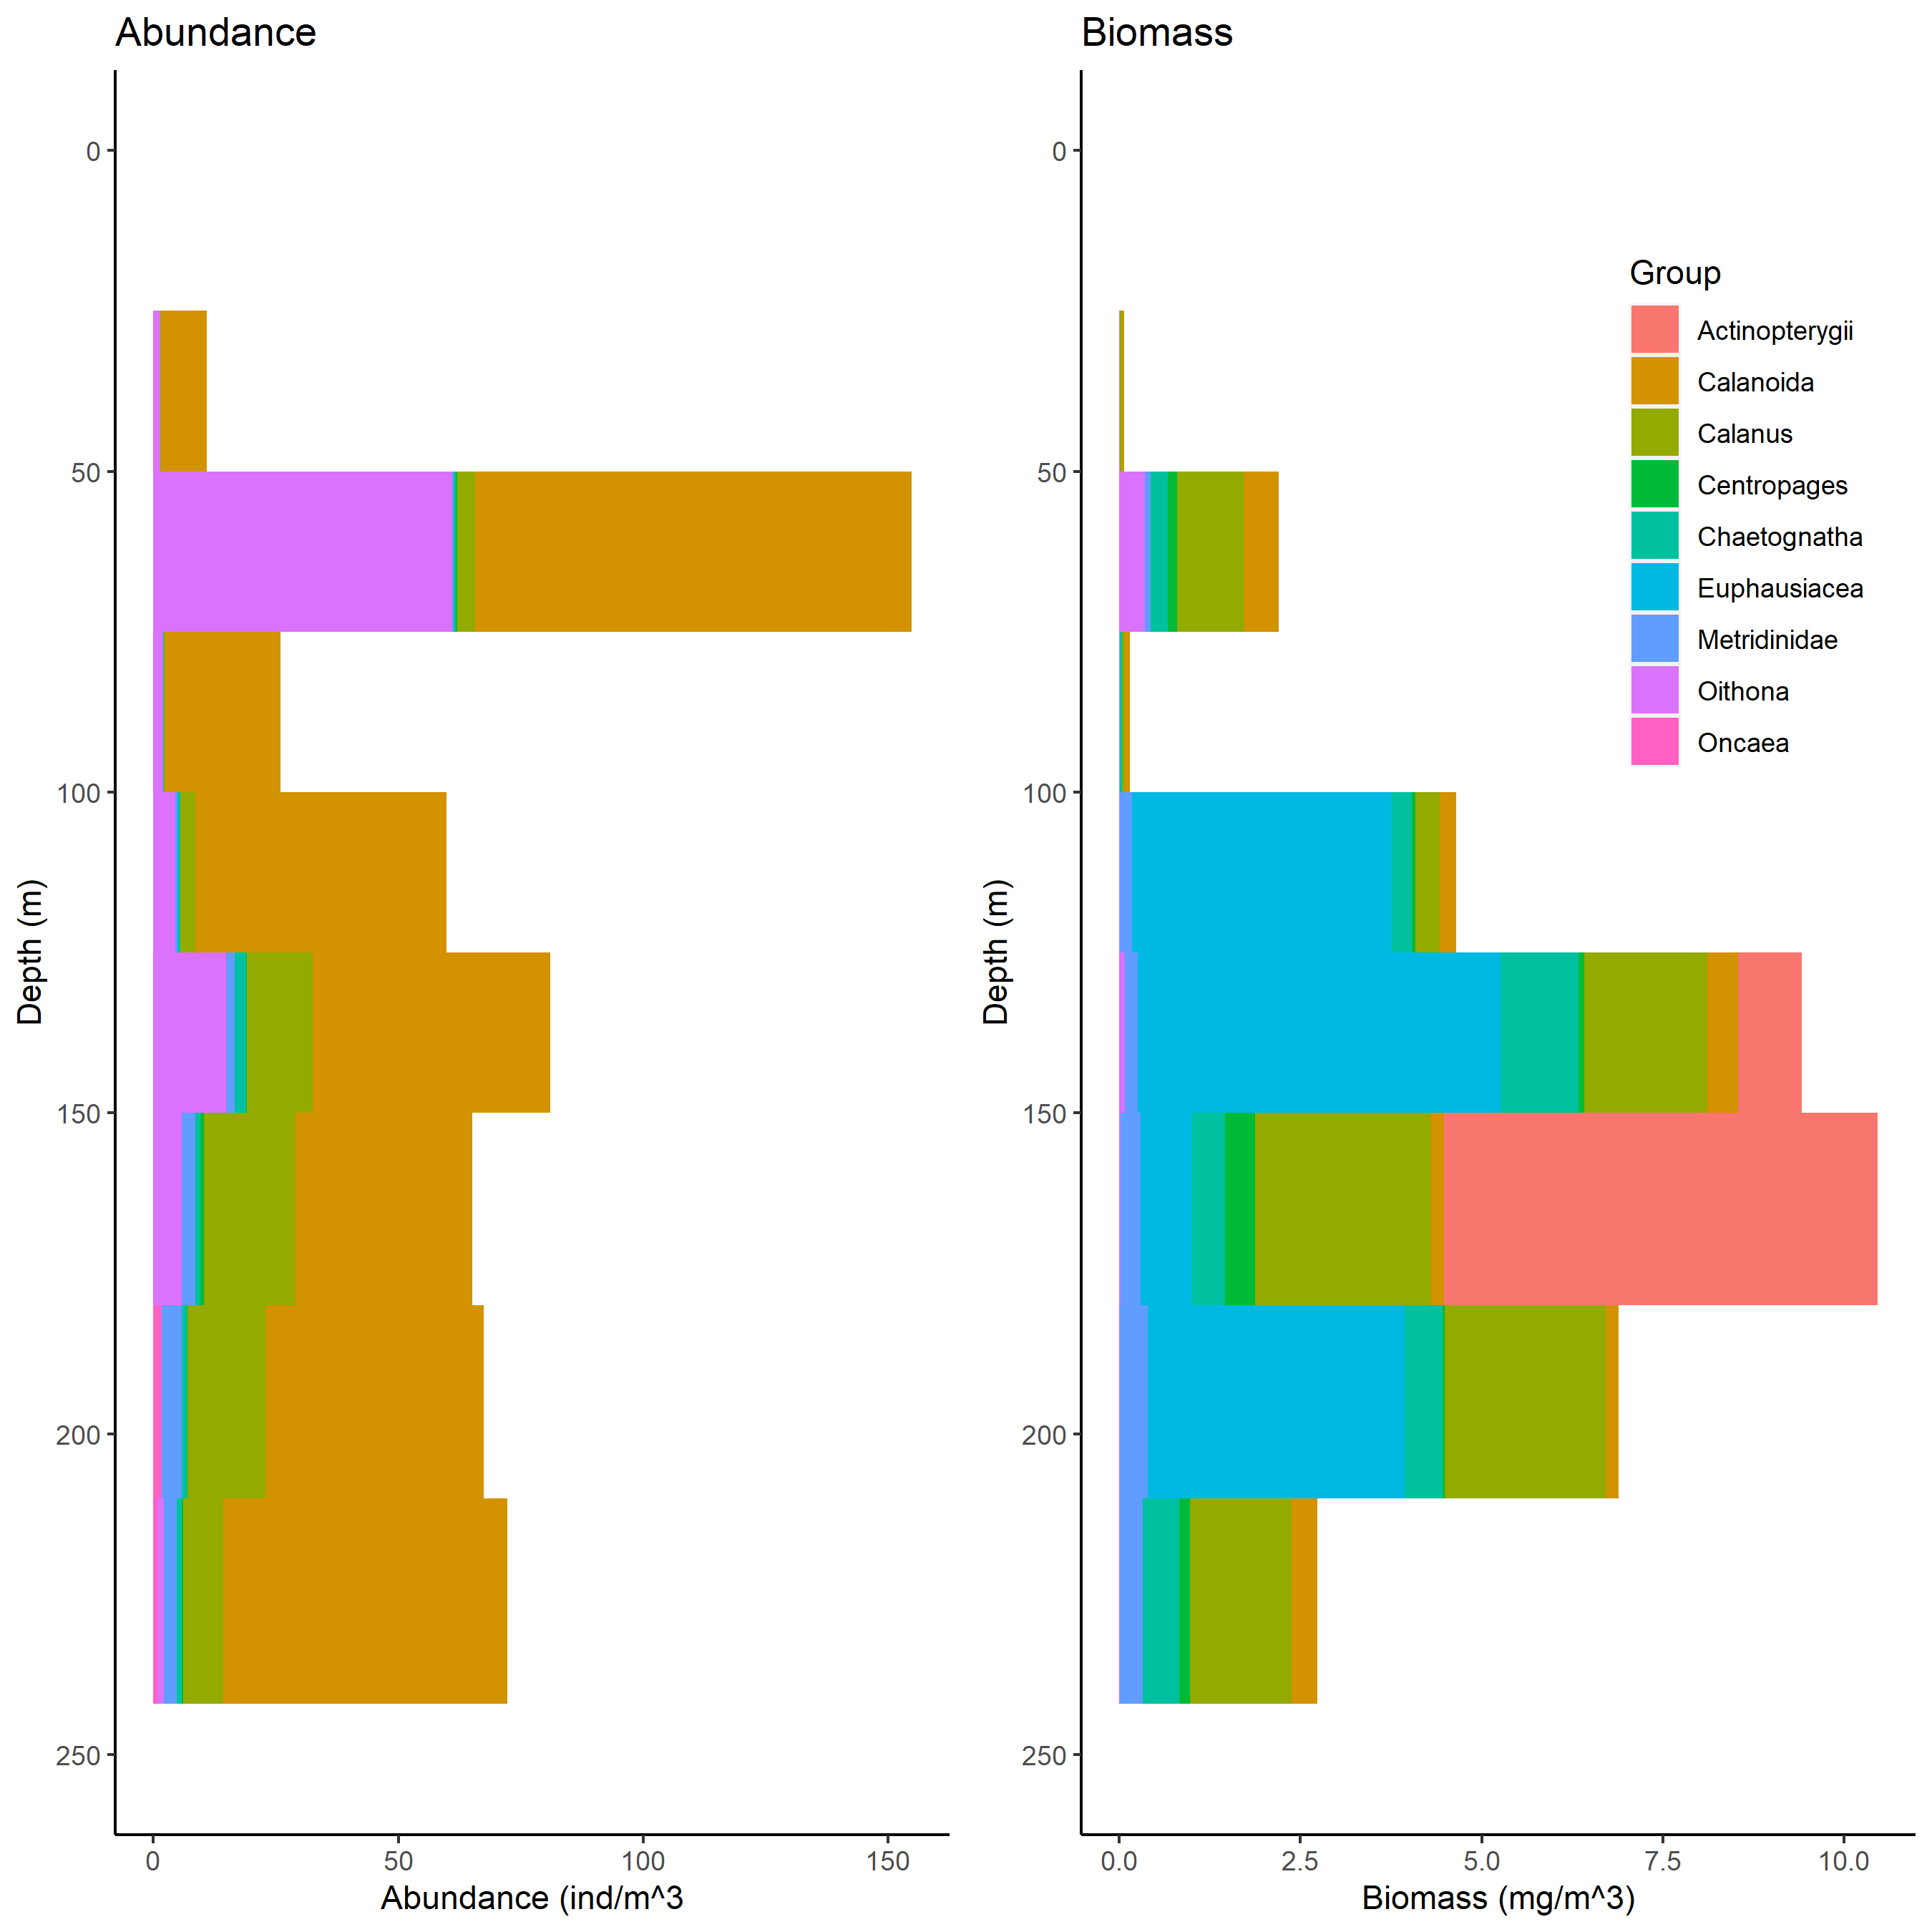 Abundance
0
50
100
150
200
250
Depth (m)
0 50 100 150
Abundance (ind/m^3
Biomass
0
50
100
150
200
250
Depth (m)
0.0 2.5 5.0 7.5 10.0
Biomass (mg/m^3)
Group
Actinopterygii
Calanoida
Calanus
Centropages
Chaetognatha
Euphausiacea
Metridinidae
Oithona
Oncaea